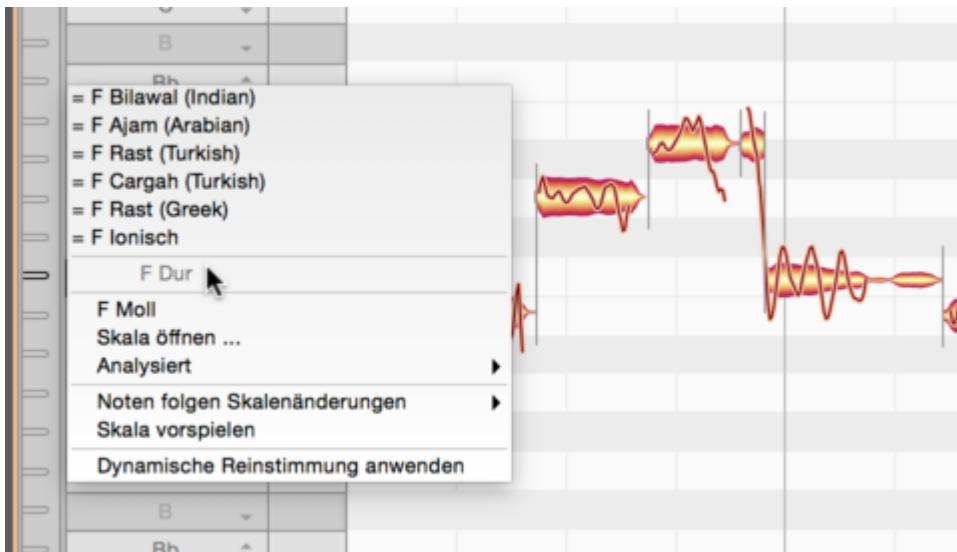 B
Bb
= F Bilawal (Indian)
= F Ajam (Arabian)
= F Rast (Turkish)
= F Cargah (Turkish)
= F Rast (Greek)
= F Ionisch
F Dur
F Moll
Skala öffnen ...
Analysiert
Noten folgen Skalenänderungen
Skala vorspielen
Dynamische Reinstimmung anwenden
B
Bb